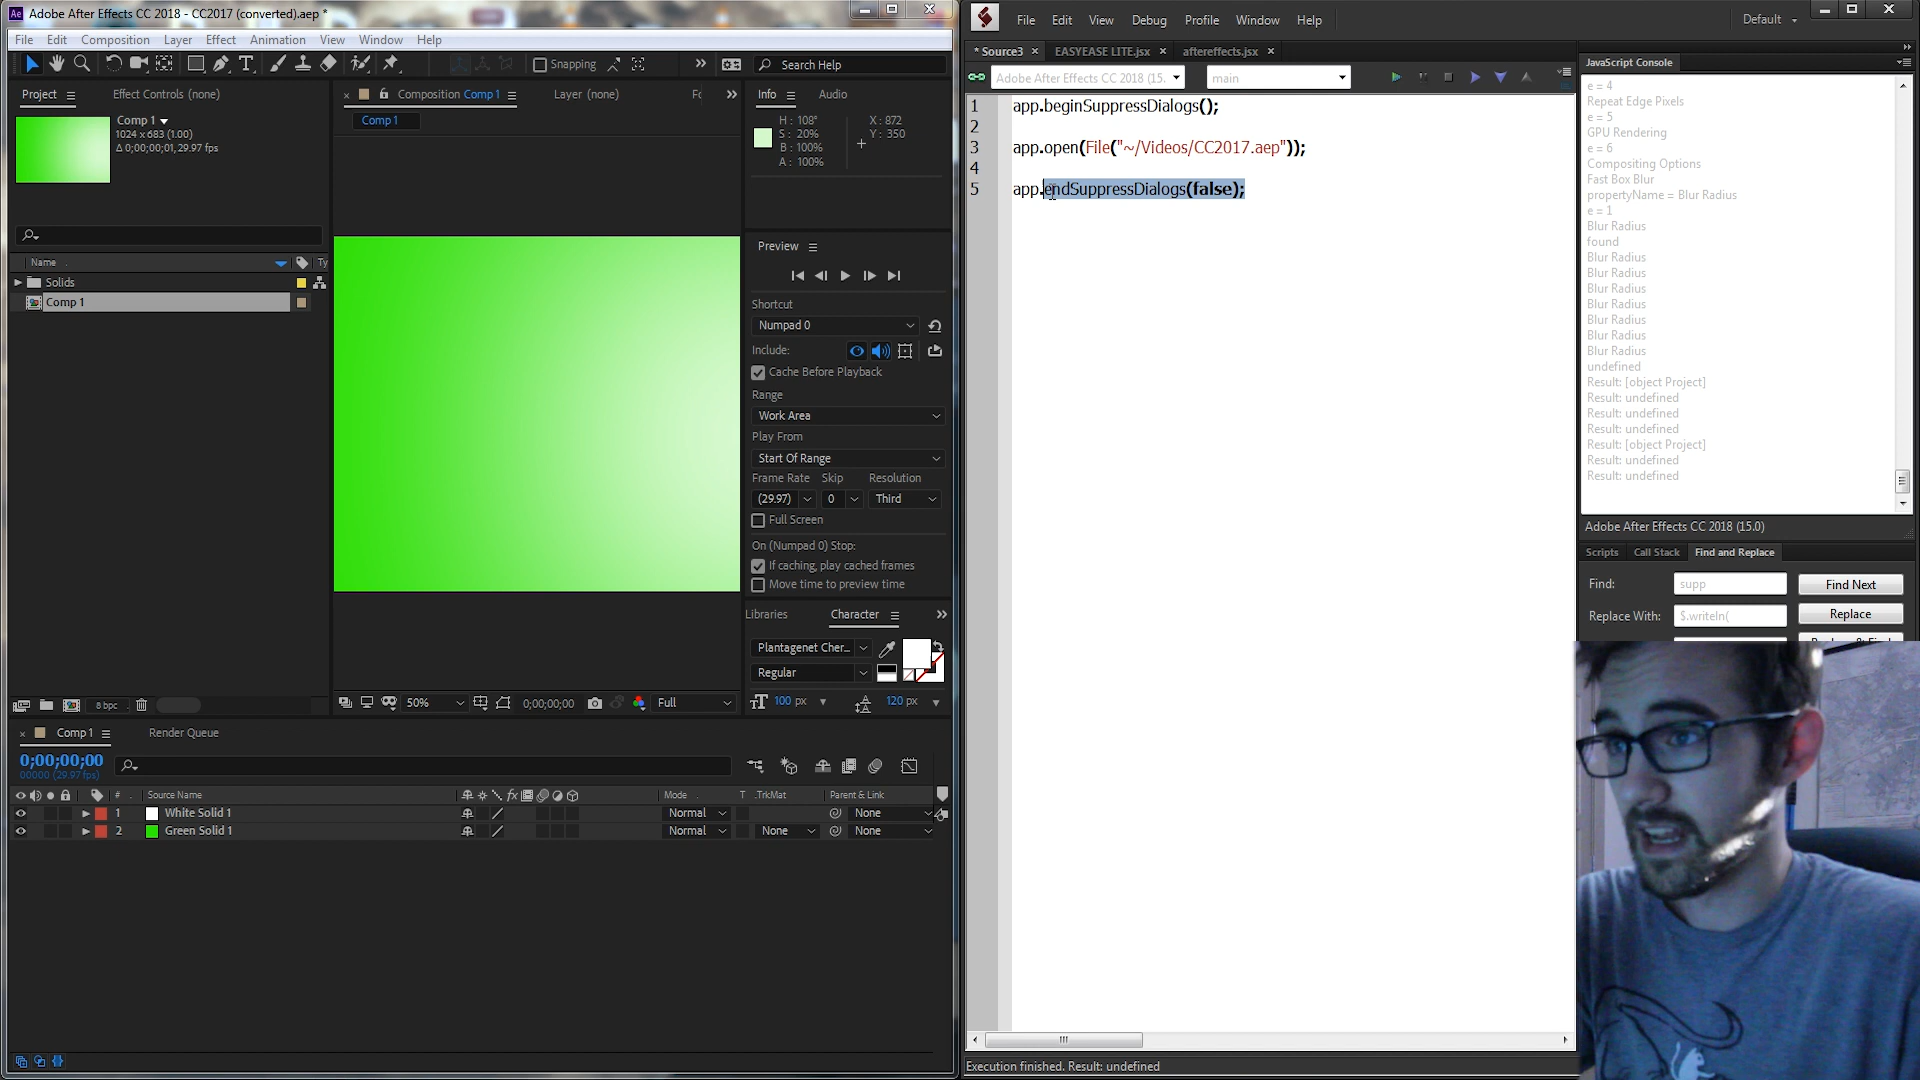 Ae Adobe After Effects CC 2018 - CC2017 (converted).aep *
File Edit Composition Layer Effect Animation View Window Help
Snapping
Search Help
Project
Effect Controls (none)
Comp 1
1024 x 683 (1.00)
Δ 0;00;00;01, 29.97 fps
Name
Ty
Solids
Comp 1
8 bpc
Composition Comp 1
Layer (none)
Comp 1
50%
0;00;00;00
Full
Info
Audio
H : 108°
S : 20%
B : 100%
A : 100%
X : 872
Y : 350
Preview
Shortcut
Numpad 0
Include:
Cache Before Playback
Range
Work Area
Play From
Start Of Range
Frame Rate Skip Resolution
(29.97) 0 Third
Full Screen
On (Numpad 0) Stop:
If caching, play cached frames
Move time to preview time
Libraries
Character
Plantagenet Cher...
Regular
100 px
120 px
Comp 1
Render Queue
0;00;00;00
00000 (29.97 fps)
# Source Name Mode T .TrkMat Parent & Link
1 White Solid 1 Normal None
2 Green Solid 1 Normal None None
File Edit View Debug Profile Window Help
Default
* Source3
EASYEASE LITE.jsx
aftereffects.jsx
Adobe After Effects CC 2018 (15.
main
1 app.beginSuppressDialogs();
2
3 app.open(File("~/Videos/CC2017.aep"));
4
5 app.endSuppressDialogs(false);
Execution finished. Result: undefined
JavaScript Console
e = 4
Repeat Edge Pixels
e = 5
GPU Rendering
e = 6
Compositing Options
Fast Box Blur
propertyName = Blur Radius
e = 1
Blur Radius
found
Blur Radius
Blur Radius
Blur Radius
Blur Radius
Blur Radius
Blur Radius
Blur Radius
undefined
Result: [object Project]
Result: undefined
Result: undefined
Result: undefined
Result: [object Project]
Result: undefined
Result: undefined
Adobe After Effects CC 2018 (15.0)
Scripts
Call Stack
Find and Replace
Find: supp Find Next
Replace With: $.writeln( Replace